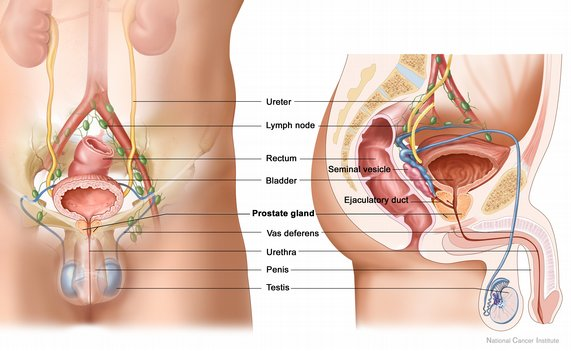 Ureter
Lymph node
Rectum
Seminal vesicle
Bladder
Ejaculatory duct
Prostate gland
Vas deferens
Urethra
Penis
Testis
National Cancer Institute